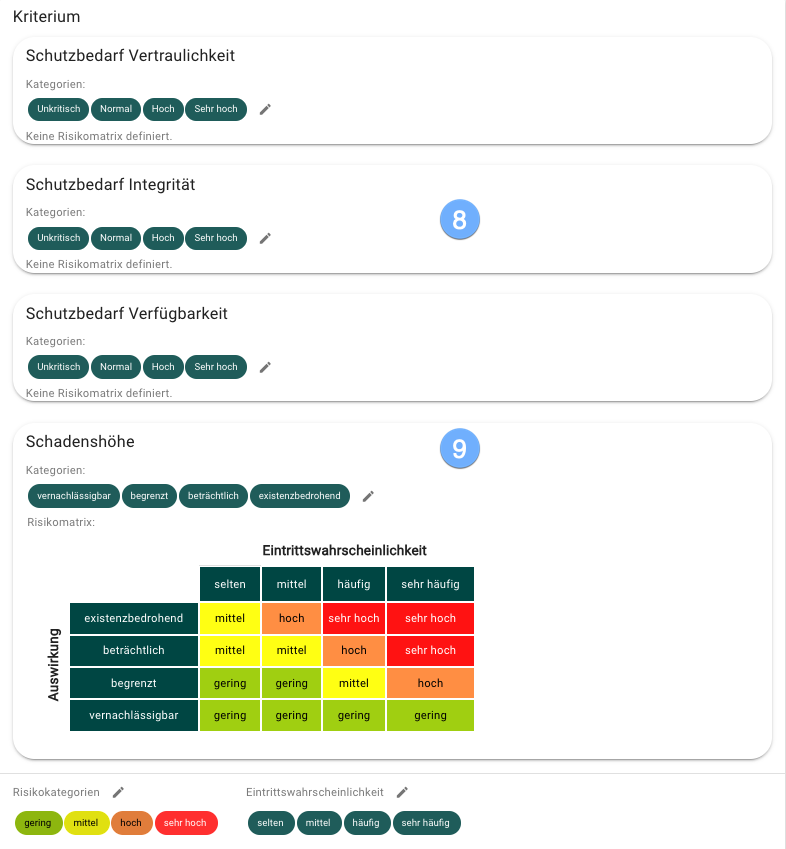 Kriterium
Schutzbedarf Vertraulichkeit
Kategorien:
Unkritisch Normal Hoch Sehr hoch
Keine Risikomatrix definiert.
Schutzbedarf Integrität
8
Kategorien:
Unkritisch Normal Hoch Sehr hoch
Keine Risikomatrix definiert.
Schutzbedarf Verfügbarkeit
Kategorien:
Unkritisch Normal Hoch Sehr hoch
Keine Risikomatrix definiert.
Schadenshöhe
9
Kategorien:
vernachlässigbar begrenzt beträchtlich existenzbedrohend
Risikomatrix:
Eintrittswahrscheinlichkeit
selten mittel häufig sehr häufig
Auswirkung
existenzbedrohend mittel hoch sehr hoch sehr hoch
beträchtlich mittel mittel hoch sehr hoch
begrenzt gering gering mittel hoch
vernachlässigbar gering gering gering gering
Risikokategorien Eintrittswahrscheinlichkeit
gering mittel hoch sehr hoch selten mittel häufig sehr häufig